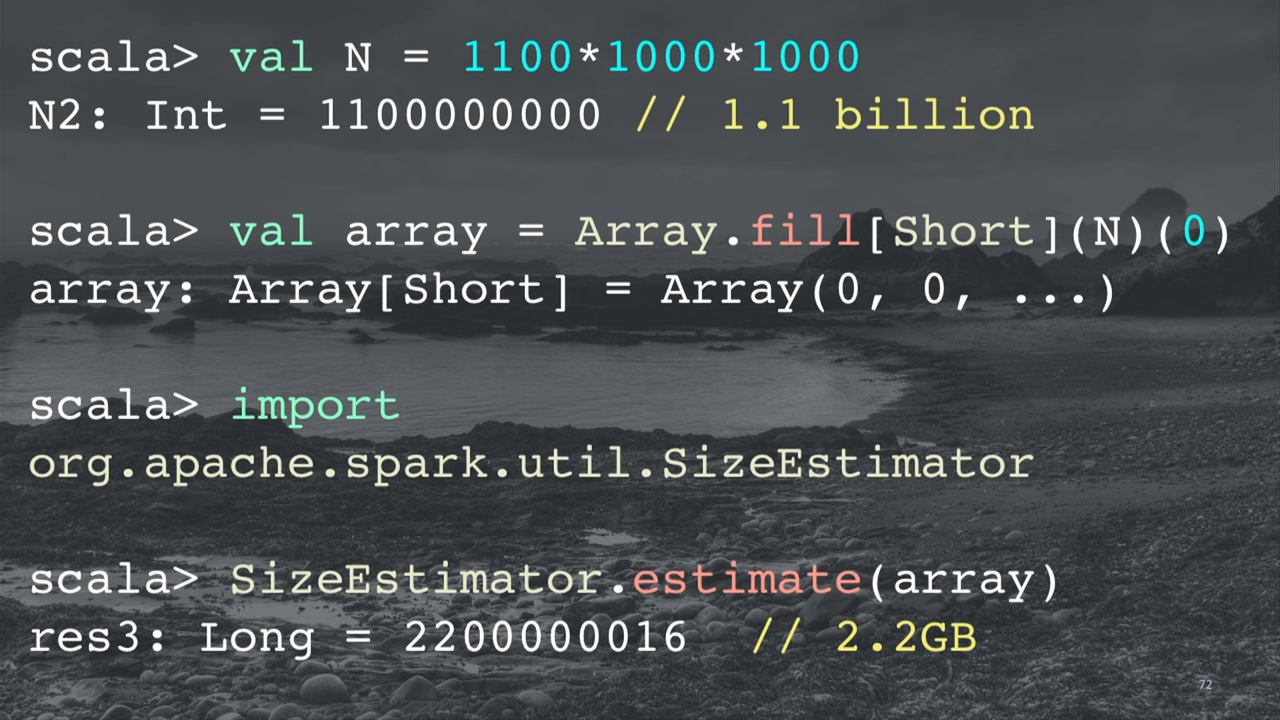 scala> val N = 1100*1000*1000
N2: Int = 1100000000 // 1.1 billion
scala> val array = Array.fill[Short](N)(0)
array: Array[Short] = Array(0, 0, ...)
scala> import
org.apache.spark.util.SizeEstimator
scala> SizeEstimator.estimate(array)
res3: Long = 2200000016 // 2.2GB
72